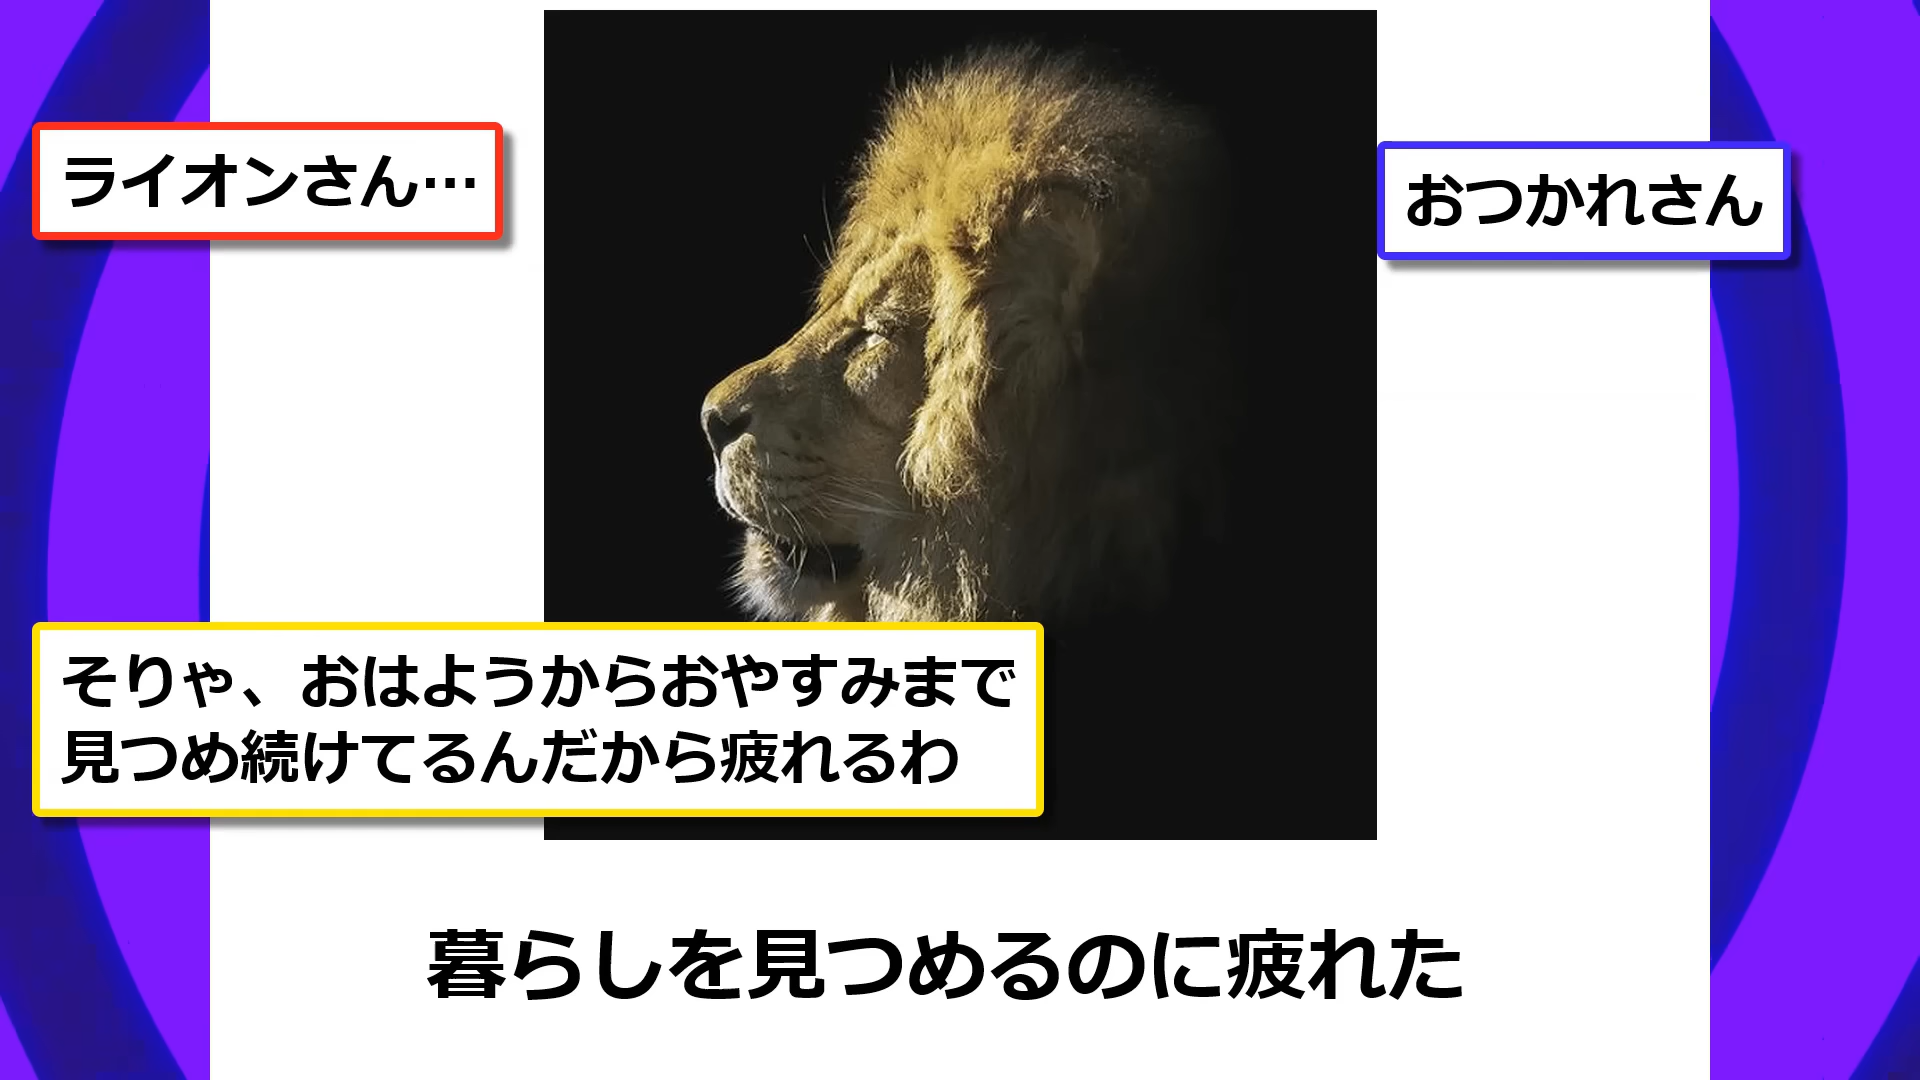 ライオンさん…
おつかれさん
そりゃ、おはようからおやすみまで
見つめ続けてるんだから疲れるわ
暮らしを見つめるのに疲れた